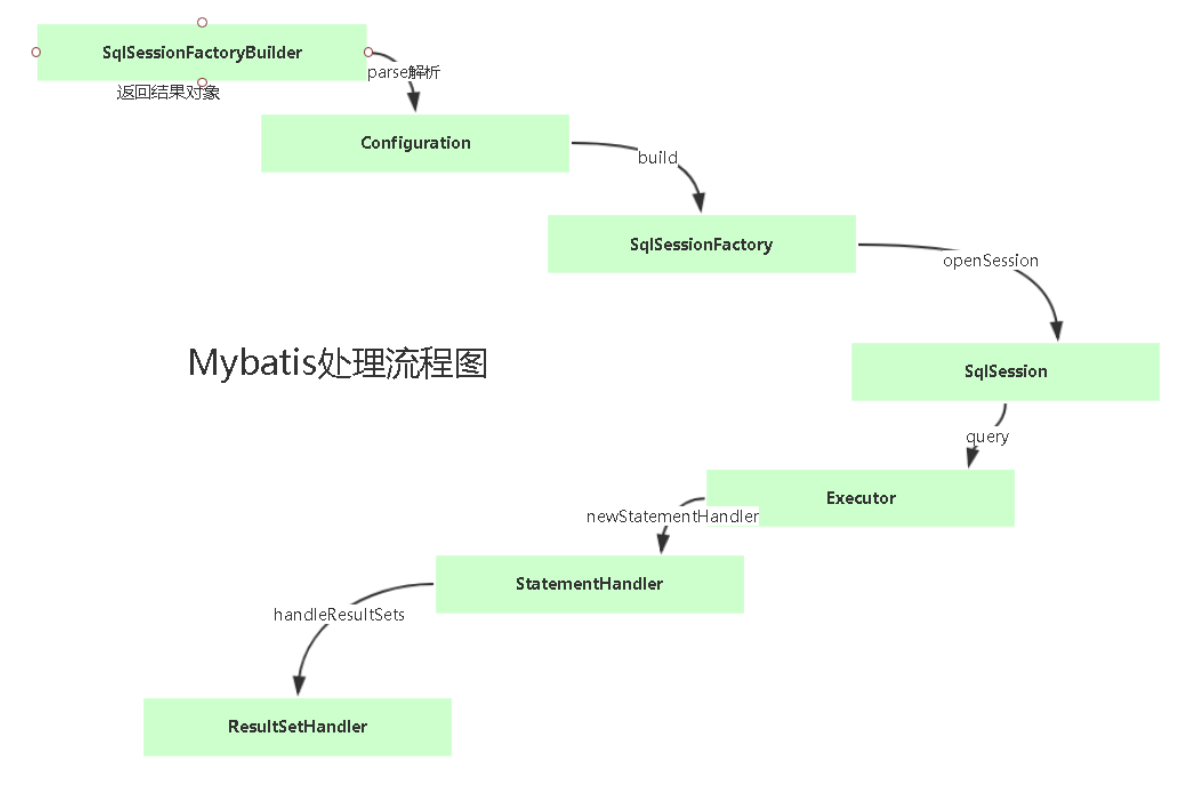 SqlSessionFactoryBuilder
parse解析
返回结果对象
Configuration
build
SqlSessionFactory
openSession
Mybatis处理流程图
SqlSession
query
Executor
newStatementHandler
StatementHandler
handleResultSets
ResultSetHandler